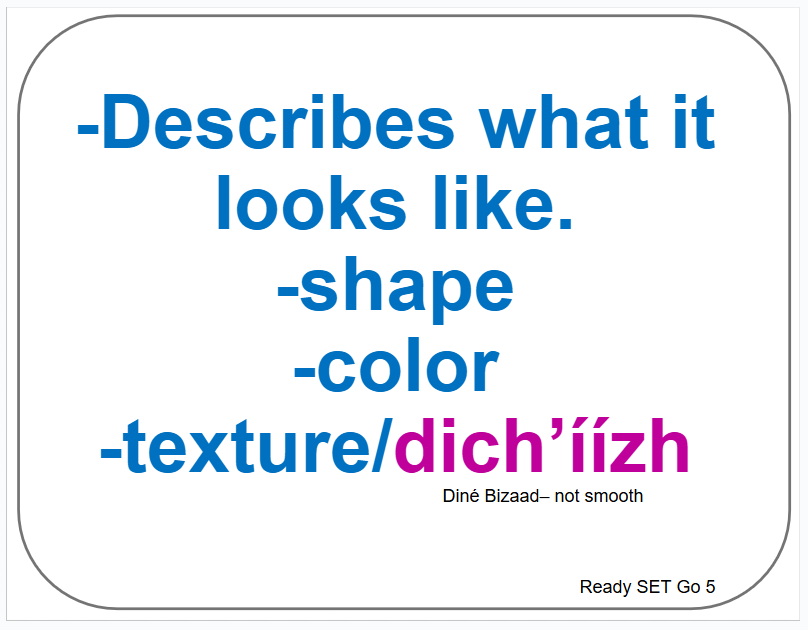 -Describes what it
looks like.
-shape
-color
-texture/dich’íízh
Diné Bizaad– not smooth
Ready SET Go 5